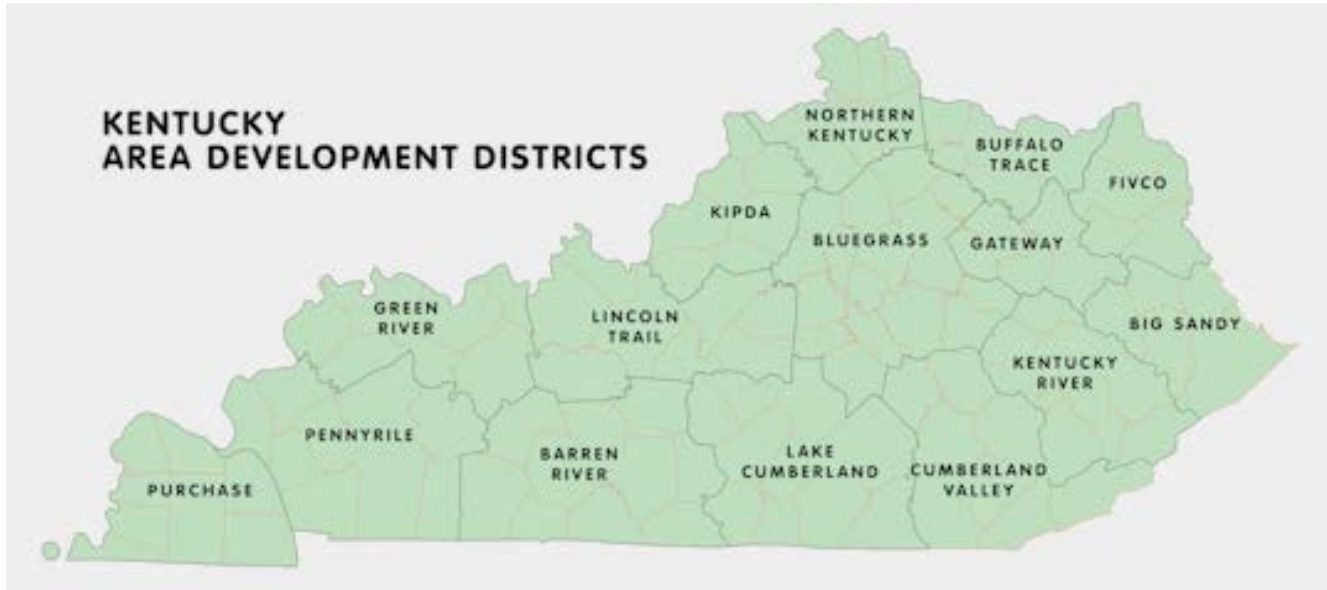 KENTUCKY
AREA DEVELOPMENT DISTRICTS
NORTHERN
KENTUCKY
BUFFALO
TRACE
FIVCO
KIPDA
BLUEGRASS
GATEWAY
GREEN
RIVER
LINCOLN
TRAIL
BIG SANDY
KENTUCKY
RIVER
PENNYRILE
BARREN
RIVER
LAKE
CUMBERLAND
CUMBERLAND
VALLEY
PURCHASE